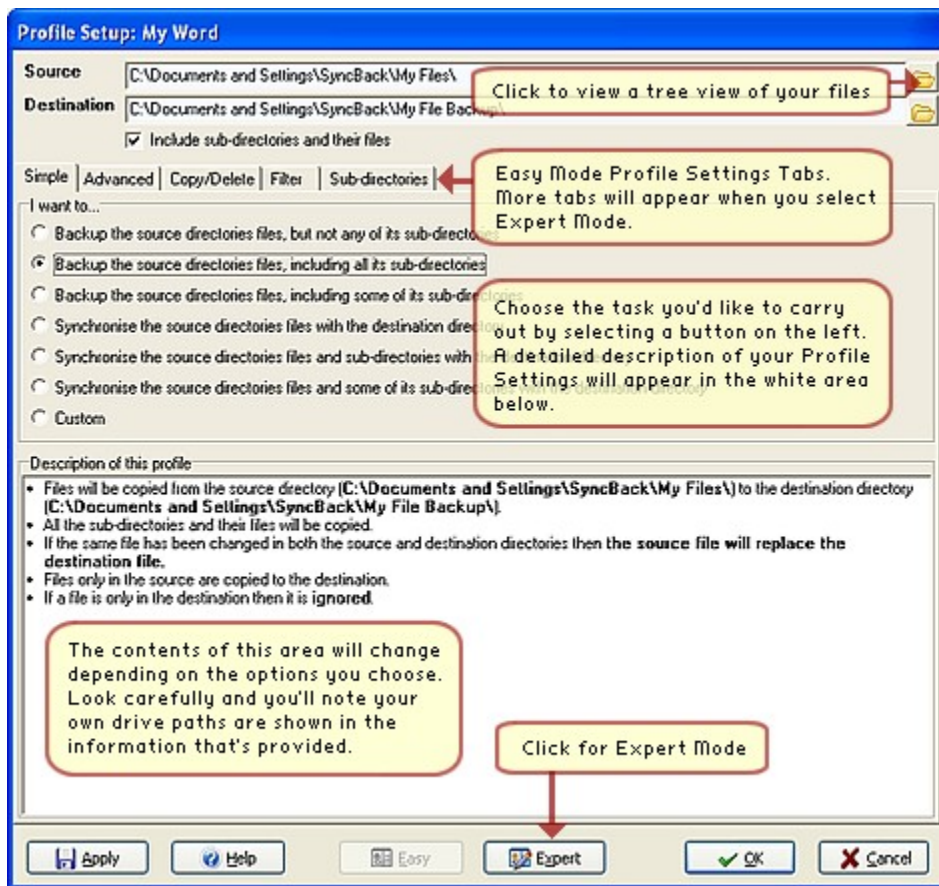 Profile Setup: My Word
Source
C:\Documents and Settings\SyncBack\My Files\
Click to view a tree view of your files
Destination
C:\Documents and Settings\SyncBack\My File Backup\
Include sub-directories and their files
Simple
Advanced
Copy/Delete
Filter
Sub-directories
Easy Mode Profile Settings Tabs.
More tabs will appear when you select
Expert Mode.
I want to...
Backup the source directories files, but not any of its sub-directories
Backup the source directories files, including all its sub-directories
Backup the source directories files, including some of its sub-directories
Synchronise the source directories files with the destination directory
Synchronise the source directories files and sub-directories with the destination directory
Synchronise the source directories files and some of its sub-directories with the destination directory
Custom
Choose the task you'd like to carry
out by selecting a button on the left.
A detailed description of your Profile
Settings will appear in the white area
below.
Description of this profile
• Files will be copied from the source directory (C:\Documents and Settings\SyncBack\My Files\) to the destination directory
(C:\Documents and Settings\SyncBack\My File Backup\).
• All the sub-directories and their files will be copied.
• If the same file has been changed in both the source and destination directories then the source file will replace the
destination file.
• Files only in the source are copied to the destination.
• If a file is only in the destination then it is ignored.
The contents of this area will change
depending on the options you choose.
Look carefully and you'll note your
own drive paths are shown in the
information that's provided.
Click for Expert Mode
Apply
Help
Easy
Expert
OK
Cancel